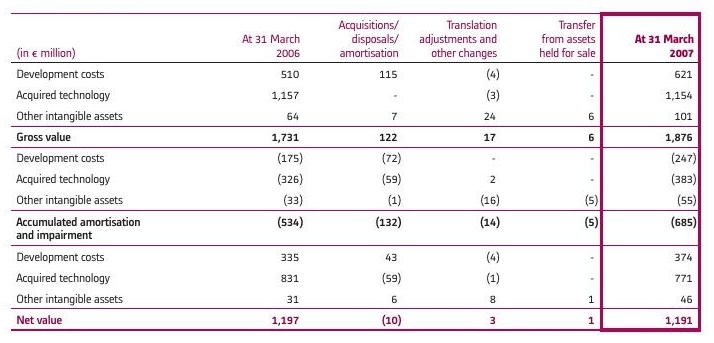 (in € million) At 31 March 2006 Acquisitions/ disposals/ amortisation Translation adjustments and other changes Transfer from assets held for sale At 31 March 2007
Development costs 510 115 (4) - 621
Acquired technology 1,157 - (3) - 1,154
Other intangible assets 64 7 24 6 101
Gross value 1,731 122 17 6 1,876
Development costs (175) (72) - - (247)
Acquired technology (326) (59) 2 - (383)
Other intangible assets (33) (1) (16) (5) (55)
Accumulated amortisation and impairment (534) (132) (14) (5) (685)
Development costs 335 43 (4) - 374
Acquired technology 831 (59) (1) - 771
Other intangible assets 31 6 8 1 46
Net value 1,197 (10) 3 1 1,191